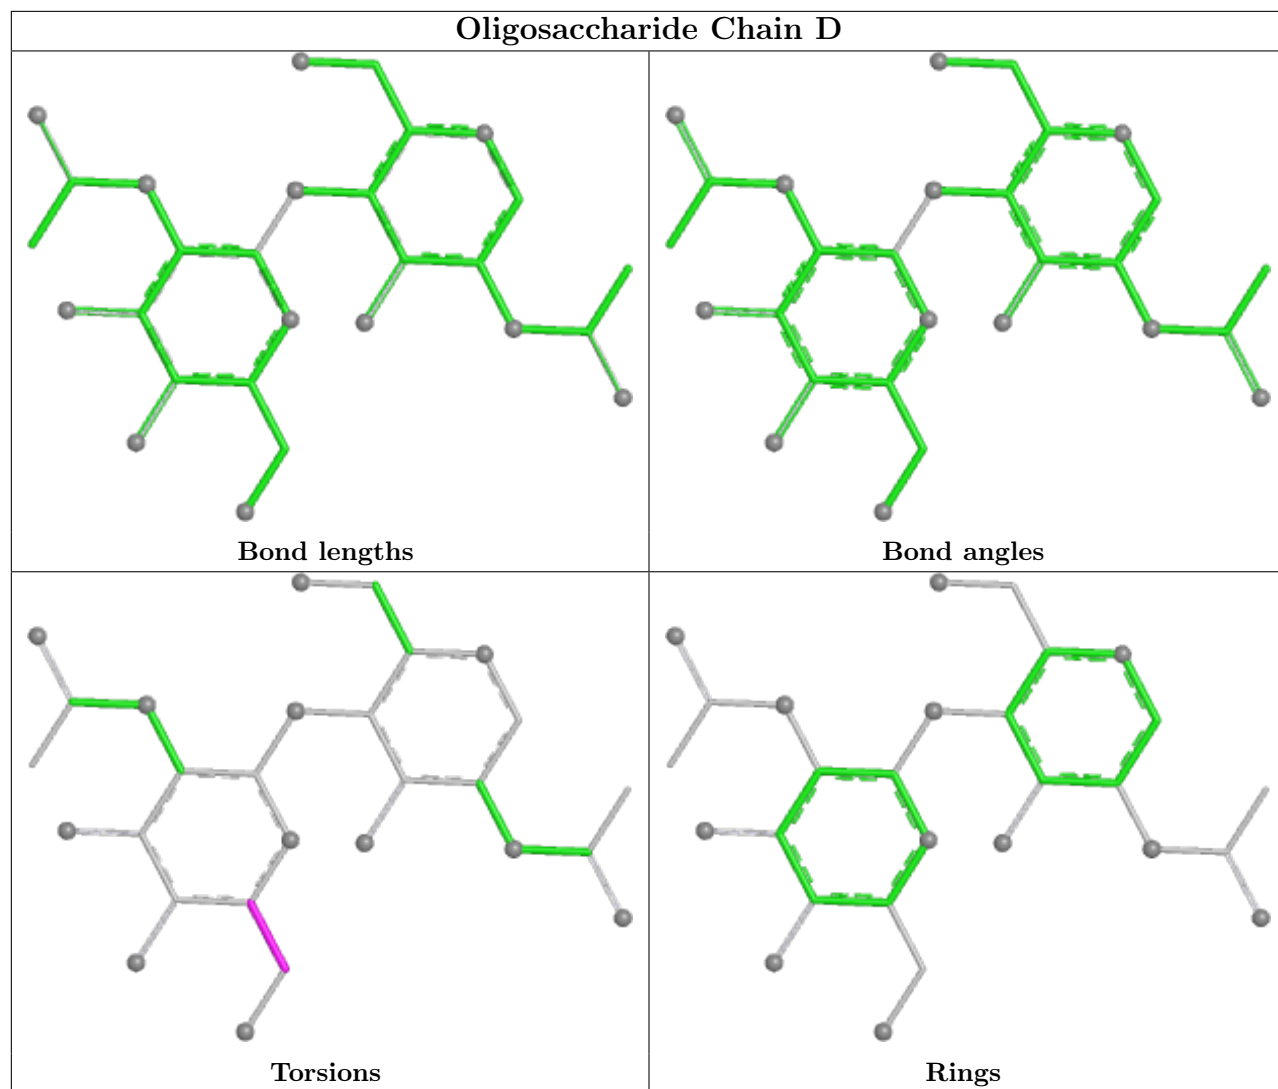 Oligosaccharide Chain D
Bond lengths
Bond angles
Torsions
Rings